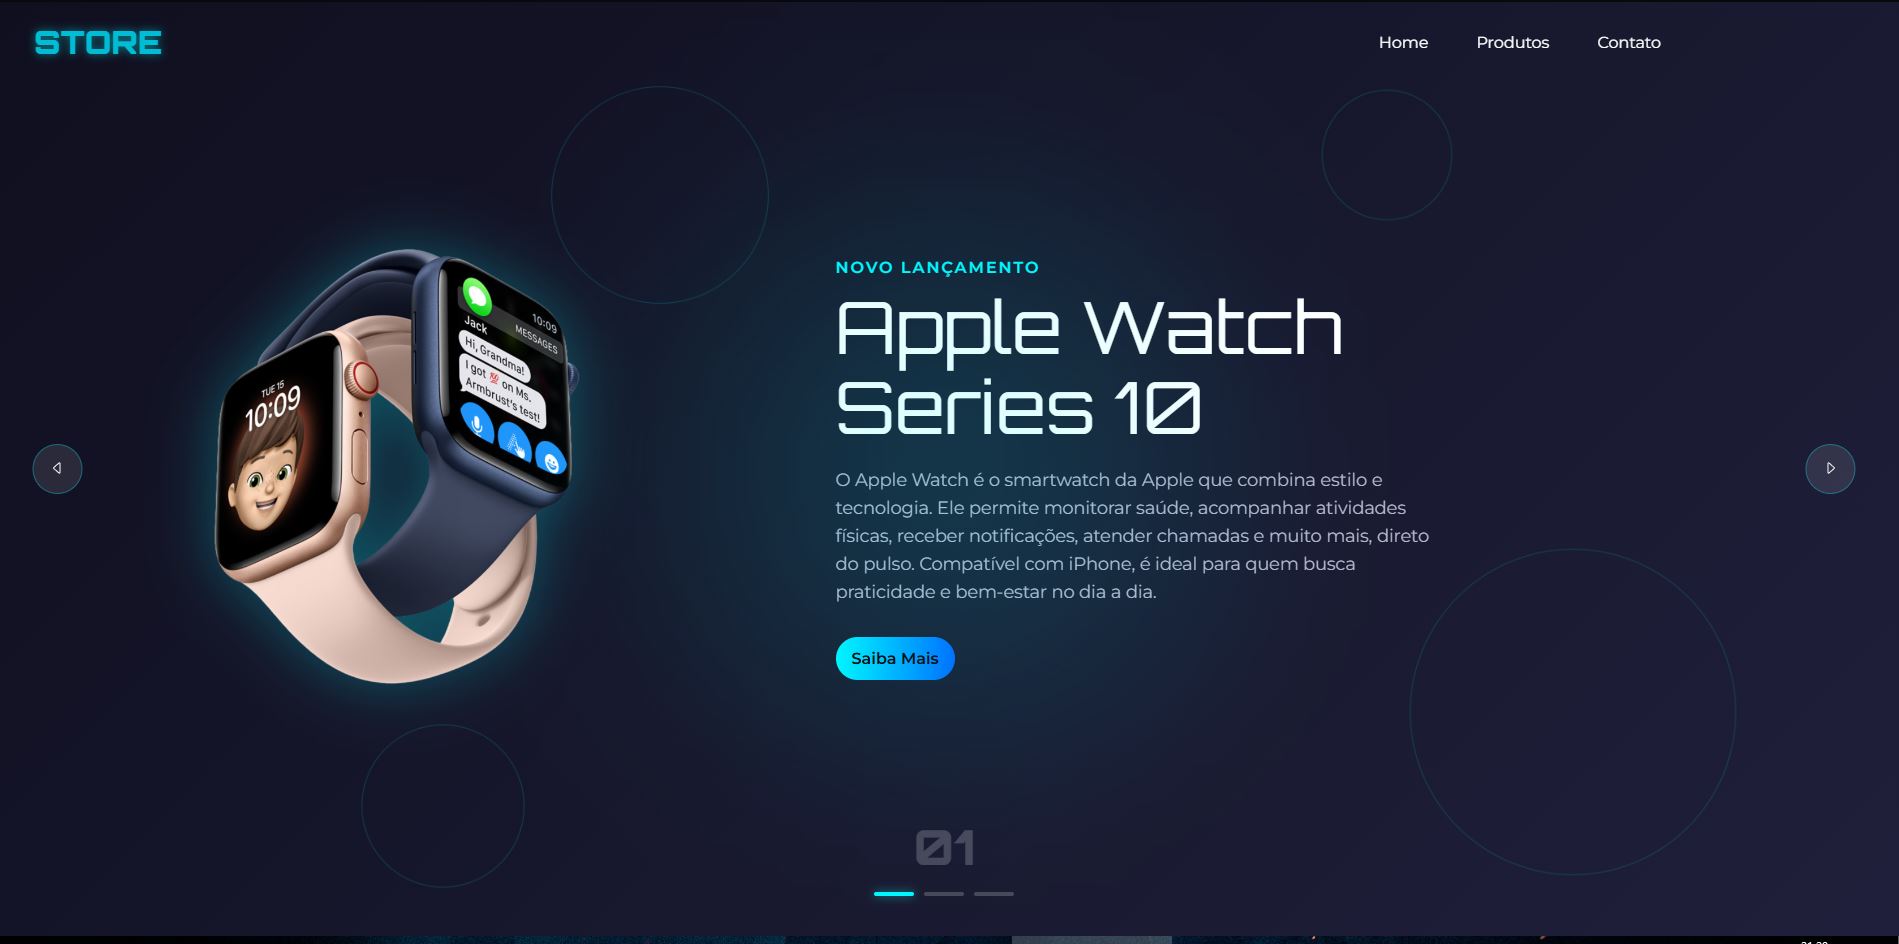 STORE
Home Produtos Contato
NOVO LANÇAMENTO
Apple Watch
Series 10
O Apple Watch é o smartwatch da Apple que combina estilo e
tecnologia. Ele permite monitorar saúde, acompanhar atividades
físicas, receber notificações, atender chamadas e muito mais, direto
do pulso. Compatível com iPhone, é ideal para quem busca
praticidade e bem-estar no dia a dia.
Saiba Mais
TUE 15
10:09
10:09
Jack
MESSAGES
Hi, Grandma!
I got 💯 on Ms.
Armbrust's test!
01